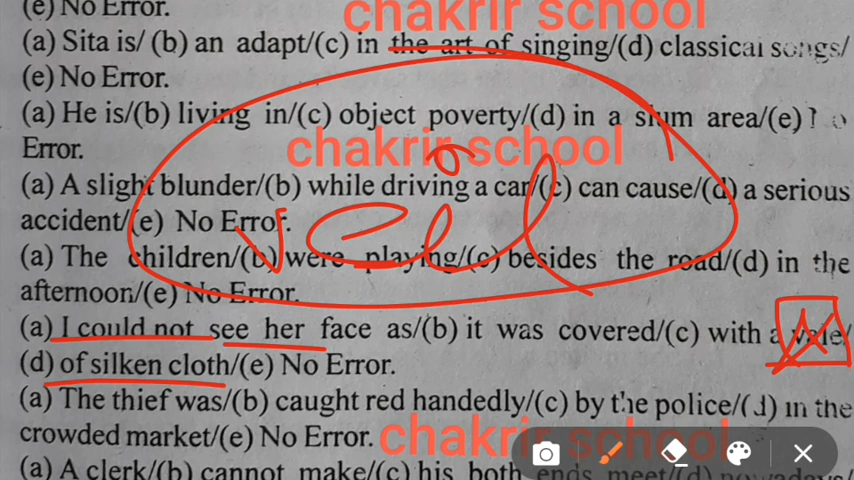 (e) No Error.
chakrir school
(a) Sita is/ (b) an adapt/(c) in the art of singing/(d) classical songs/
(e) No Error.
(a) He is/(b) living in/(c) object poverty/(d) in a slum area/(e) No
Error.
chakrir school
(a) A slight blunder/(b) while driving a car/(c) can cause/(d) a serious
accident/(e) No Error.
veil
(a) The children/(b) were playing/(c) besides the road/(d) in the
afternoon/(e) No Error.
(a) I could not see her face as/(b) it was covered/(c) with a vale/
(d) of silken cloth/(e) No Error.
(a) The thief was/(b) caught red handedly/(c) by the police/(d) in the
crowded market/(e) No Error.
chakrir school
(a) A clerk/(b) cannot make/(c) his both ends meet/(d) nowadays/